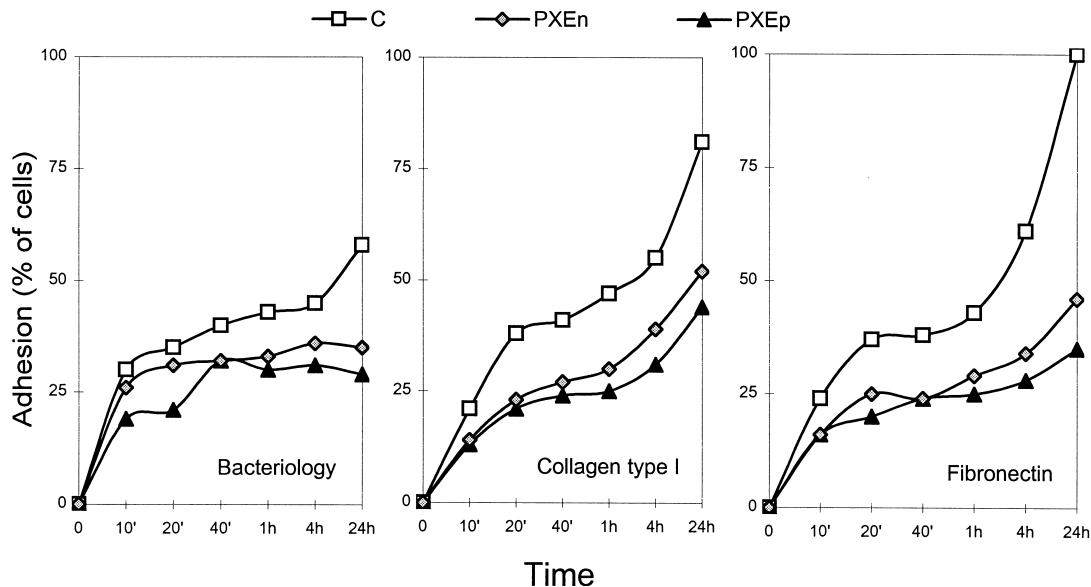 C PXEn PXEp
Adhesion (% of cells)
100
75
50
25
0
0 10' 20' 40' 1h 4h 24h
Bacteriology
100
75
50
25
0
0 10' 20' 40' 1h 4h 24h
Collagen type I
100
75
50
25
0
0 10' 20' 40' 1h 4h 24h
Fibronectin
Time